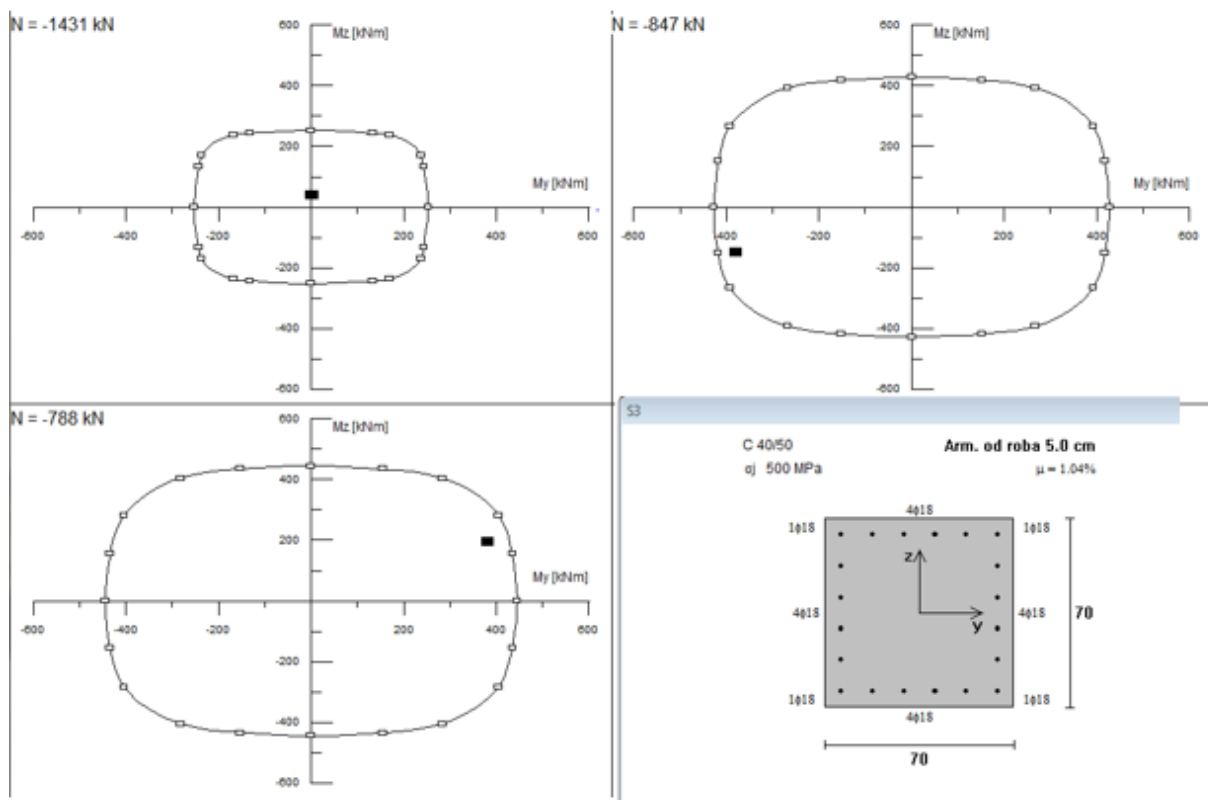 N = -1431 kN
Mz [kNm]
600
400
200
-200
-400
-600
-600
-400
-200
200
400
600
My [kNm]
N = -847 kN
Mz [kNm]
600
400
200
-200
-400
-600
-600
-400
-200
200
400
600
My [kNm]
N = -788 kN
Mz [kNm]
600
400
200
-200
-400
-600
-600
-400
-200
200
400
600
My [kNm]
S3
C 40/50 Arm. od roba 5.0 cm
αj 500 MPa μ = 1.04%
4ϕ18
1ϕ18 1ϕ18
z
4ϕ18 4ϕ18 70
y
1ϕ18 1ϕ18
4ϕ18
70